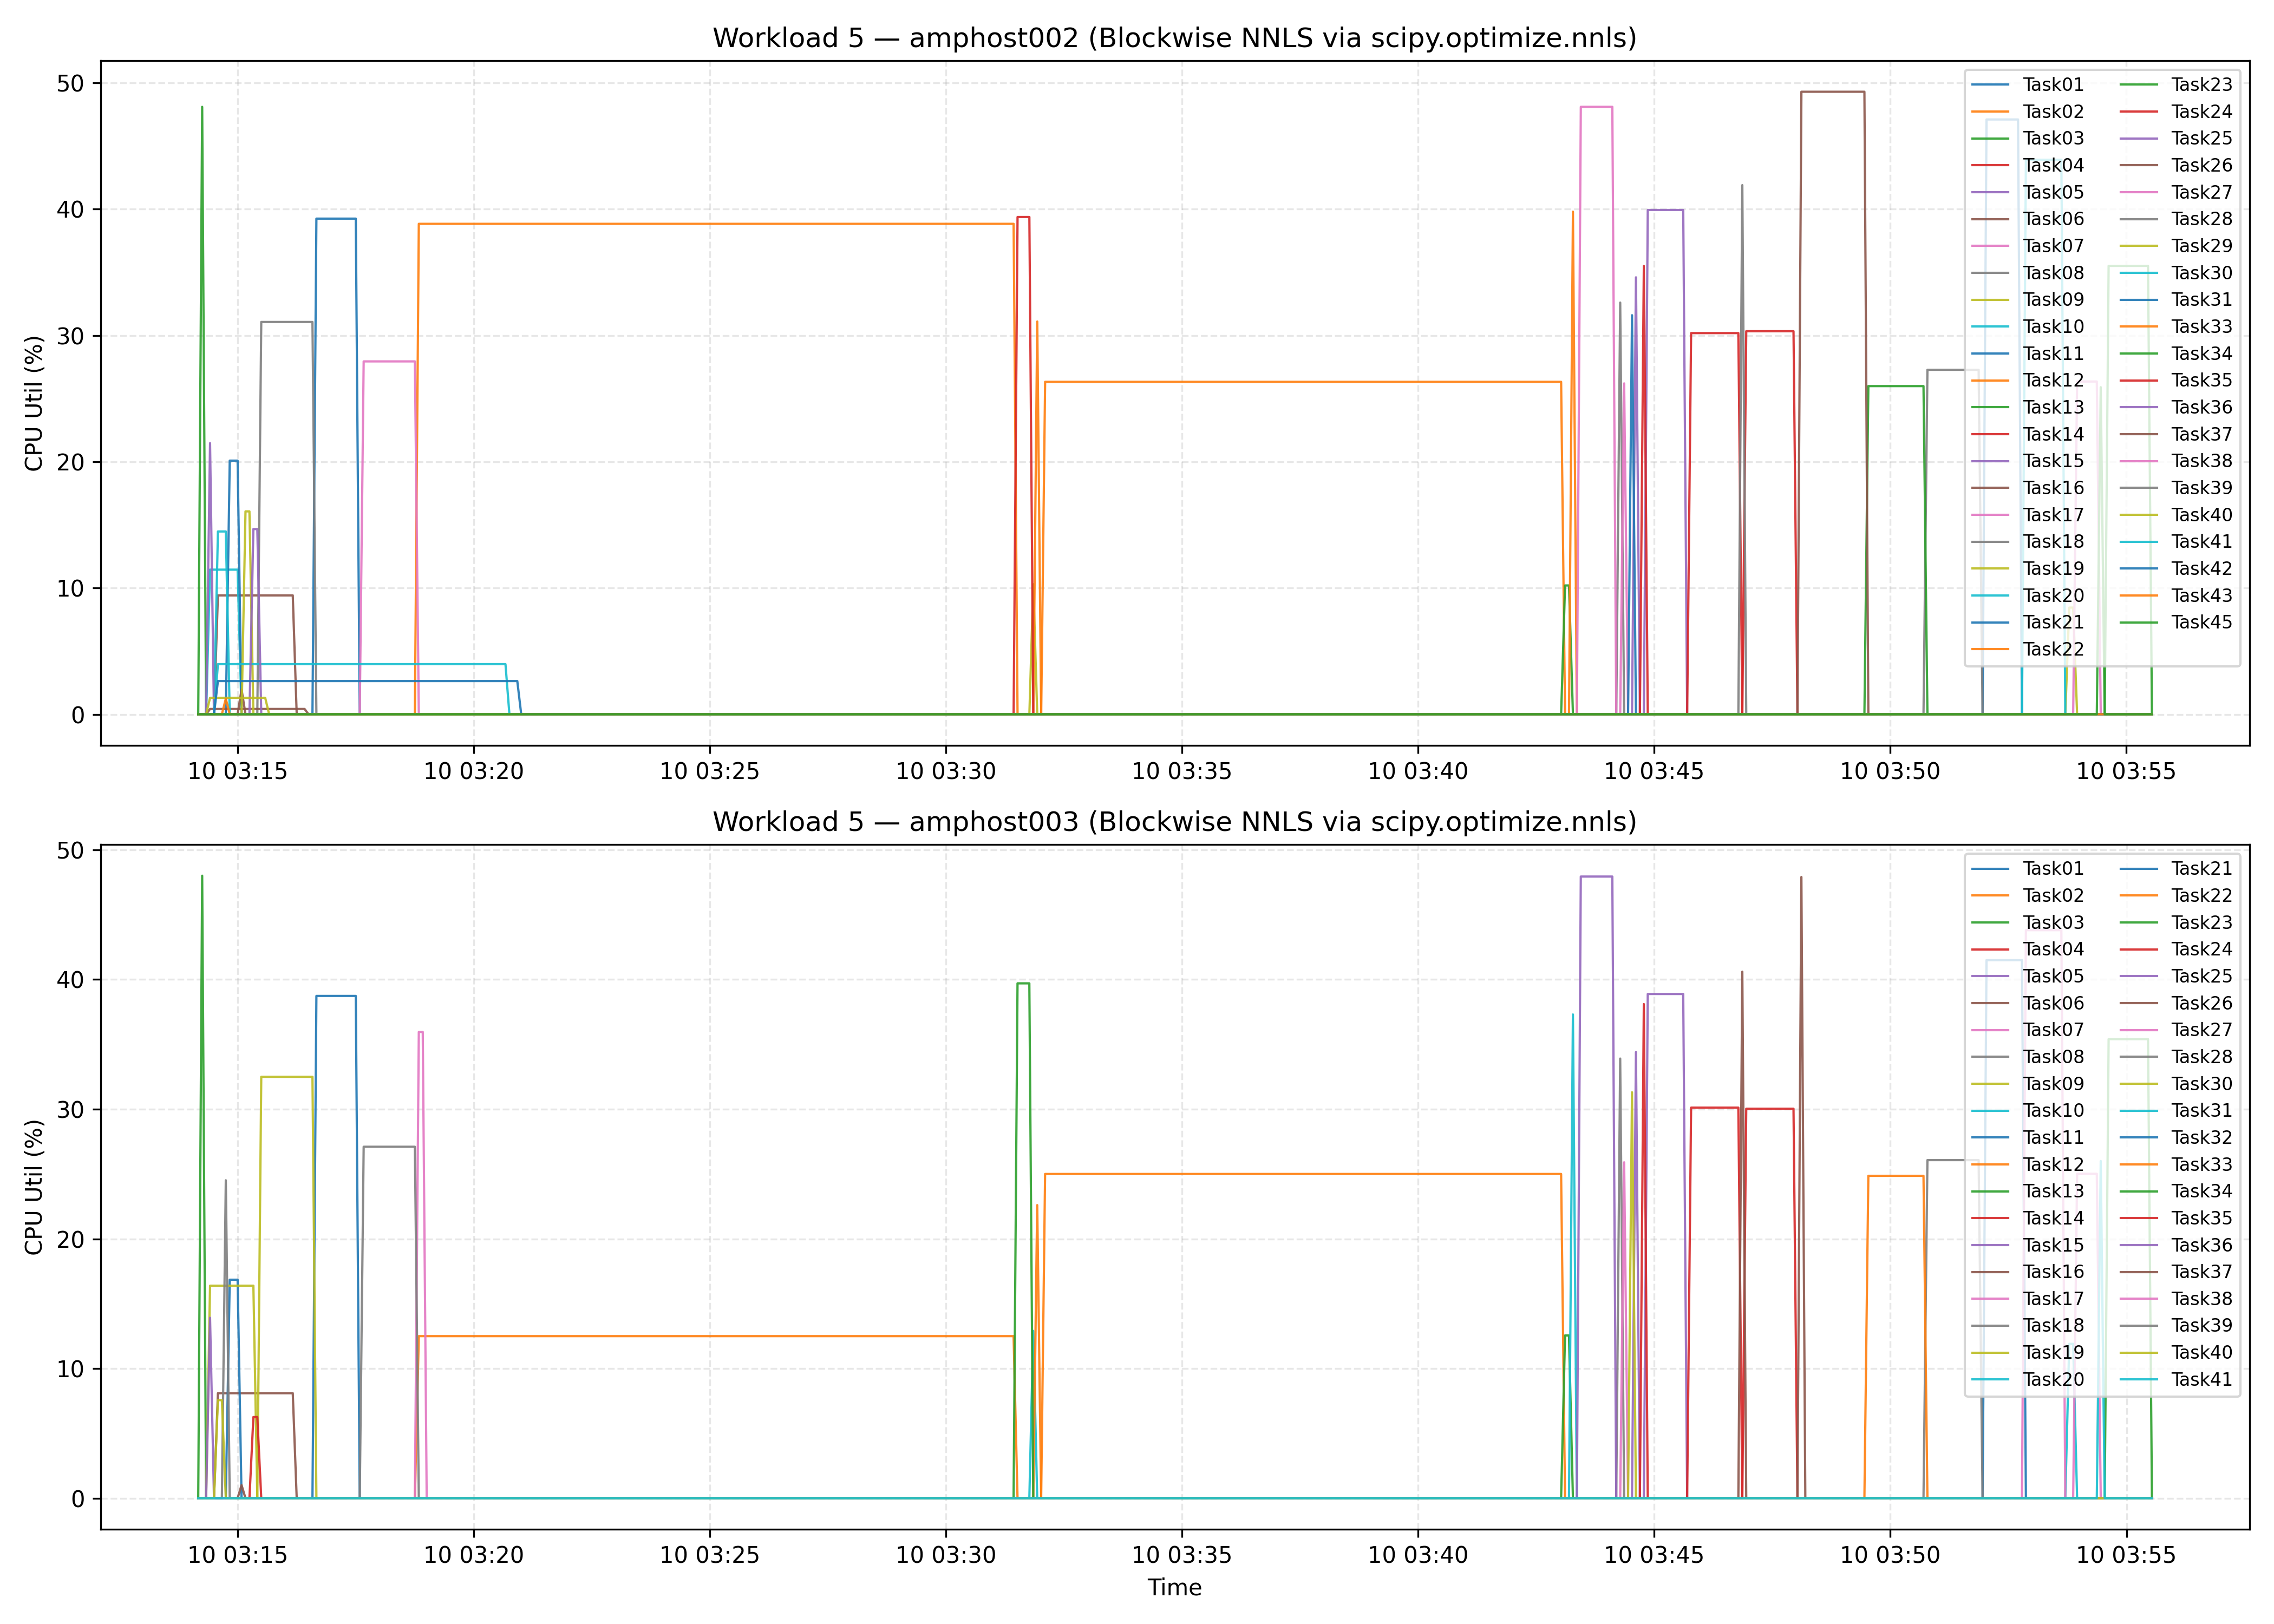 Workload 5 — amphost002 (Blockwise NNLS via scipy.optimize.nnls)
CPU Util (%)
50
40
30
20
10
0
10 03:15
10 03:20
10 03:25
10 03:30
10 03:35
10 03:40
10 03:45
10 03:50
10 03:55
Task01
Task02
Task03
Task04
Task05
Task06
Task07
Task08
Task09
Task10
Task11
Task12
Task13
Task14
Task15
Task16
Task17
Task18
Task19
Task20
Task21
Task22
Task23
Task24
Task25
Task26
Task27
Task28
Task29
Task30
Task31
Task33
Task34
Task35
Task36
Task37
Task38
Task39
Task40
Task41
Task42
Task43
Task45
Workload 5 — amphost003 (Blockwise NNLS via scipy.optimize.nnls)
CPU Util (%)
50
40
30
20
10
0
10 03:15
10 03:20
10 03:25
10 03:30
10 03:35
10 03:40
10 03:45
10 03:50
10 03:55
Time
Task01
Task02
Task03
Task04
Task05
Task06
Task07
Task08
Task09
Task10
Task11
Task12
Task13
Task14
Task15
Task16
Task17
Task18
Task19
Task20
Task21
Task22
Task23
Task24
Task25
Task26
Task27
Task28
Task30
Task31
Task32
Task33
Task34
Task35
Task36
Task37
Task38
Task39
Task40
Task41